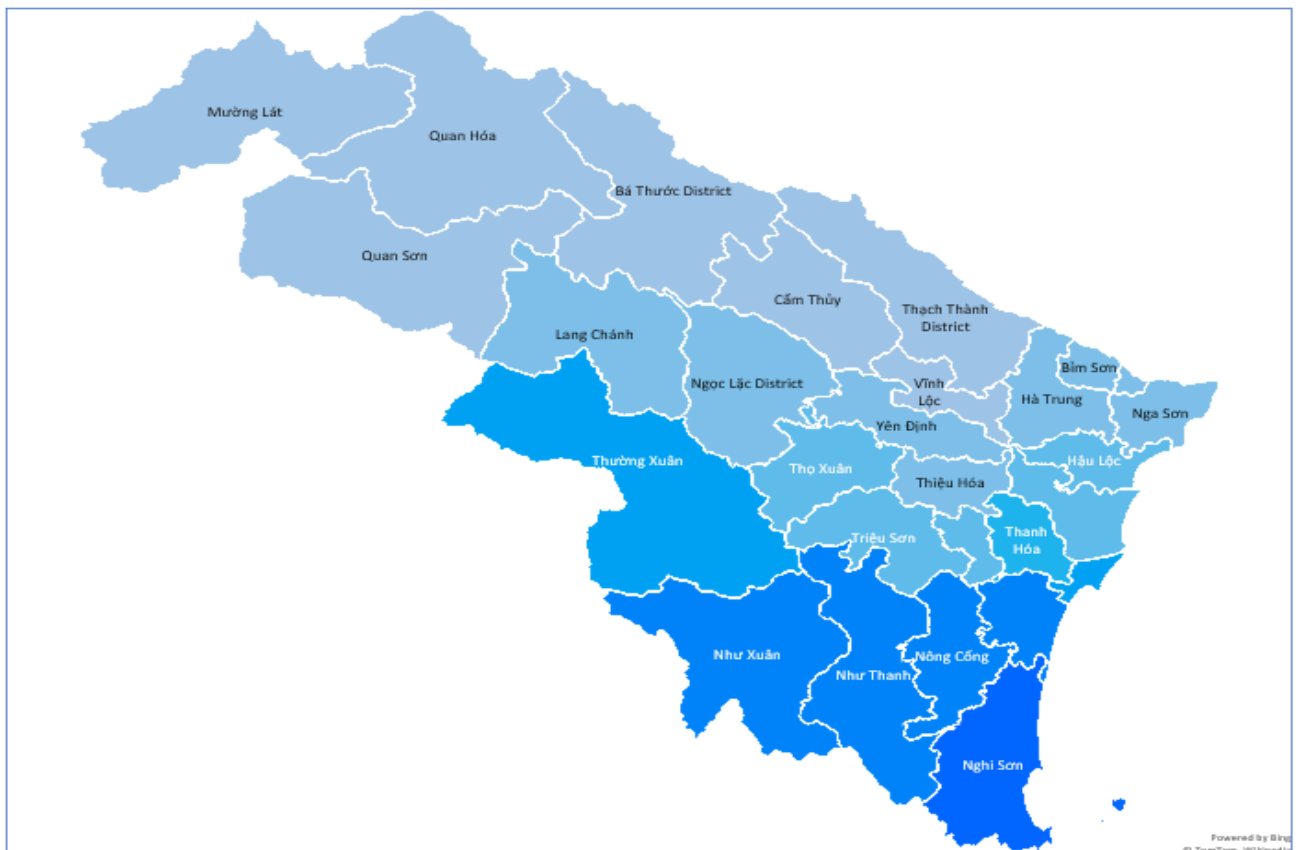 Mường Lát
Quan Hóa
Bá Thước District
Quan Sơn
Cẩm Thủy
Thạch Thành
District
Lang Chánh
Ngọc Lặc District
Vĩnh
Lộc
Bỉm Sơn
Hà Trung
Nga Sơn
Yên Định
Thường Xuân
Thọ Xuân
Hậu Lộc
Thiệu Hóa
Triệu Sơn
Thanh
Hóa
Như Xuân
Như Thanh
Nông Cống
Nghi Sơn
Powered by Bing
© TomTom, Wikipedia